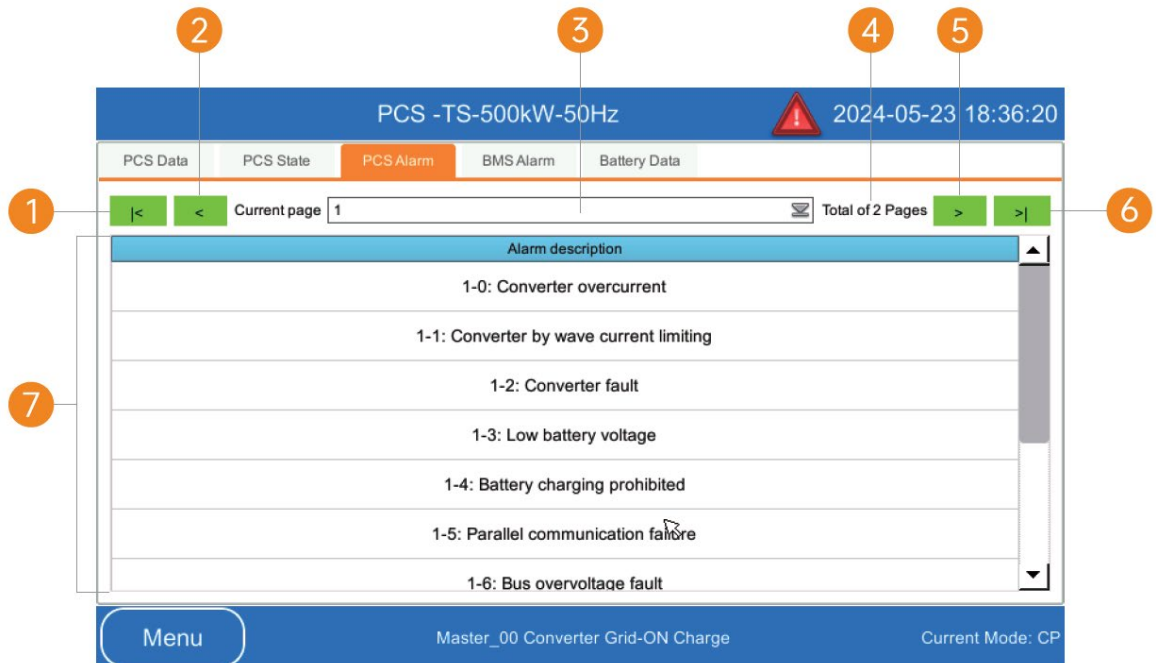 2 3 4 5
PCS -TS-500kW-50Hz 2024-05-23 18:36:20
PCS Data PCS State PCS Alarm BMS Alarm Battery Data
1 |< < Current page 1 Total of 2 Pages > >| 6
Alarm description
1-0: Converter overcurrent
1-1: Converter by wave current limiting
1-2: Converter fault
7
1-3: Low battery voltage
1-4: Battery charging prohibited
1-5: Parallel communication failure
1-6: Bus overvoltage fault
Menu Master_00 Converter Grid-ON Charge Current Mode: CP